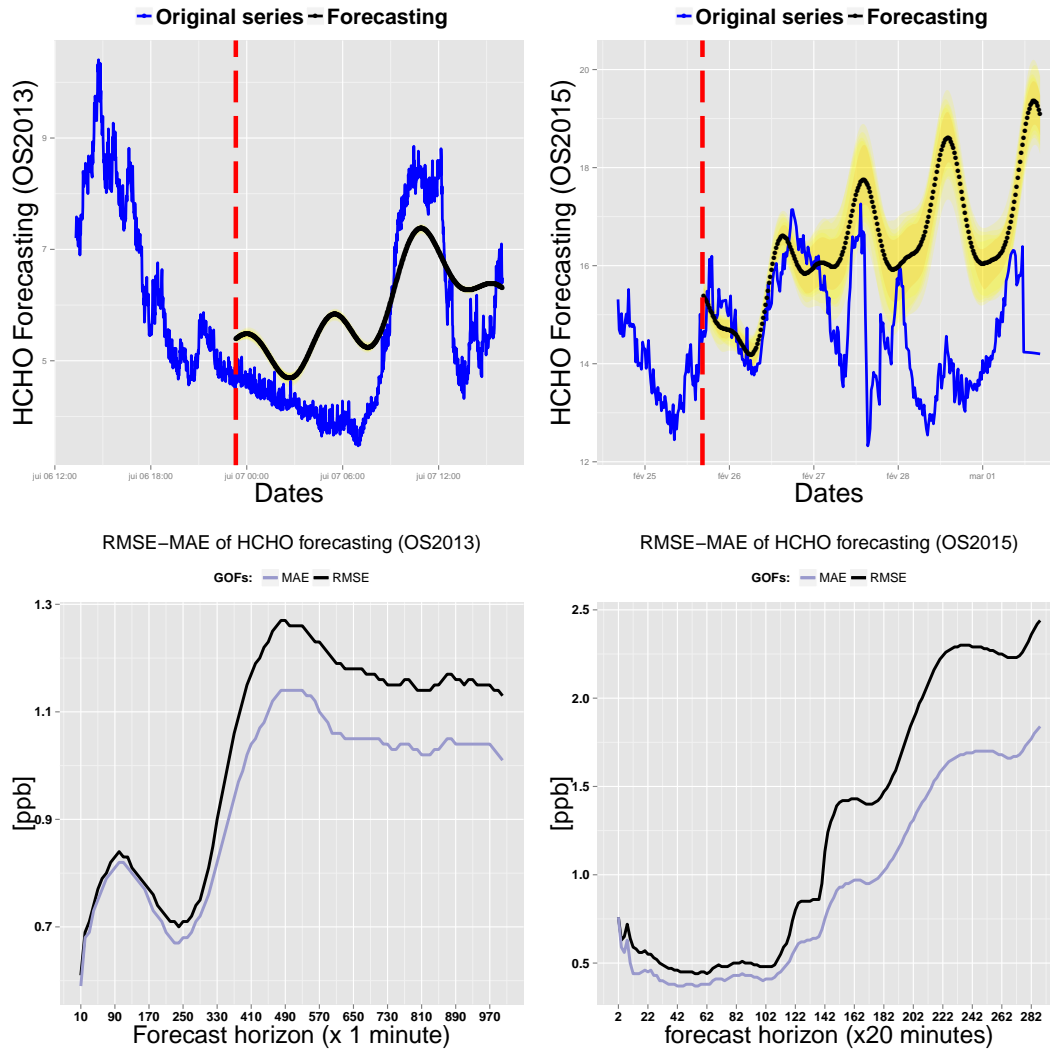 Original series Forecasting
HCHO Forecasting (OS2013)
9
7
5
jui 06 12:00 jui 06 18:00 jui 07 00:00 jui 07 06:00 jui 07 12:00
Dates
Original series Forecasting
HCHO Forecasting (OS2015)
20
18
16
14
12
fév 25 fév 26 fév 27 fév 28 mar 01
Dates
RMSE−MAE of HCHO forecasting (OS2013)
GOFs: MAE RMSE
[ppb]
1.3
1.1
0.9
0.7
10 90 170 250 330 410 490 570 650 730 810 890 970
Forecast horizon (x 1 minute)
RMSE−MAE of HCHO forecasting (OS2015)
GOFs: MAE RMSE
[ppb]
2.5
2.0
1.5
1.0
0.5
2 22 42 62 82 102 122 142 162 182 202 222 242 262 282
forecast horizon (x20 minutes)